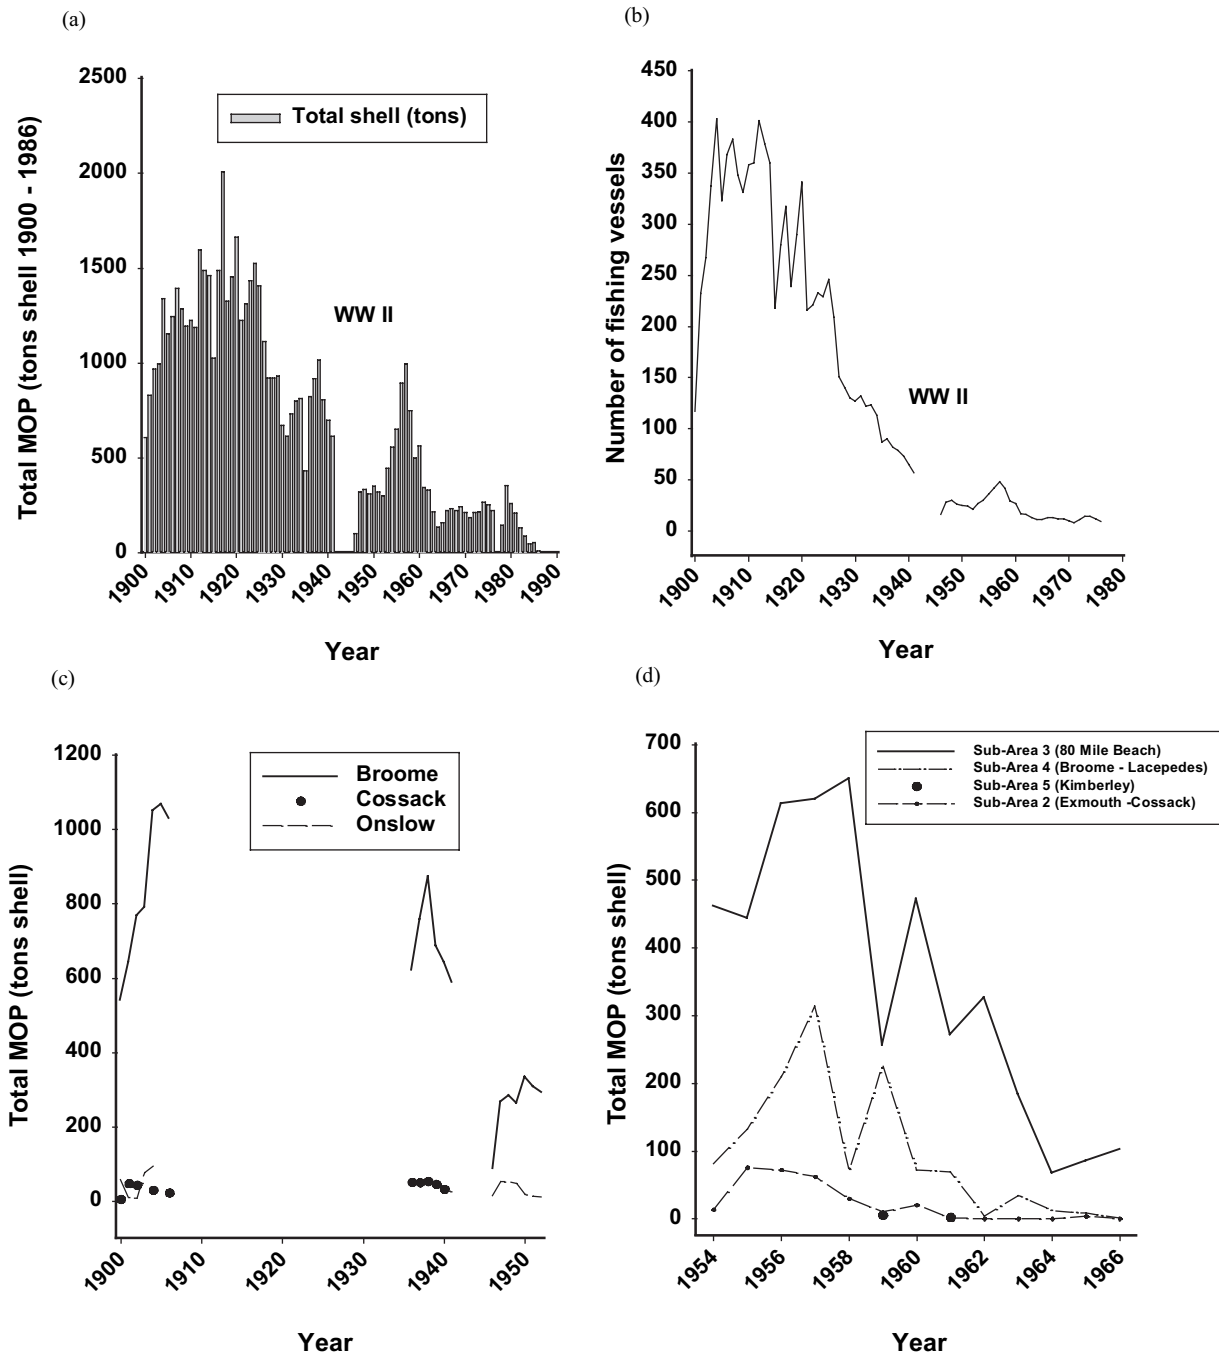 (a)
Total MOP (tons shell 1900 - 1986)
2500
2000
1500
1000
500
0
Total shell (tons)
WW II
1900
1910
1920
1930
1940
1950
1960
1970
1980
1990
Year
(b)
Number of fishing vessels
450
400
350
300
250
200
150
100
50
0
WW II
1900
1910
1920
1930
1940
1950
1960
1970
1980
Year
(c)
Total MOP (tons shell)
1200
1000
800
600
400
200
0
Broome
Cossack
Onslow
1900
1910
1920
1930
1940
1950
Year
(d)
Total MOP (tons shell)
700
600
500
400
300
200
100
0
Sub-Area 3 (80 Mile Beach)
Sub-Area 4 (Broome - Lacepedes)
Sub-Area 5 (Kimberley)
Sub-Area 2 (Exmouth -Cossack)
1954
1956
1958
1960
1962
1964
1966
Year